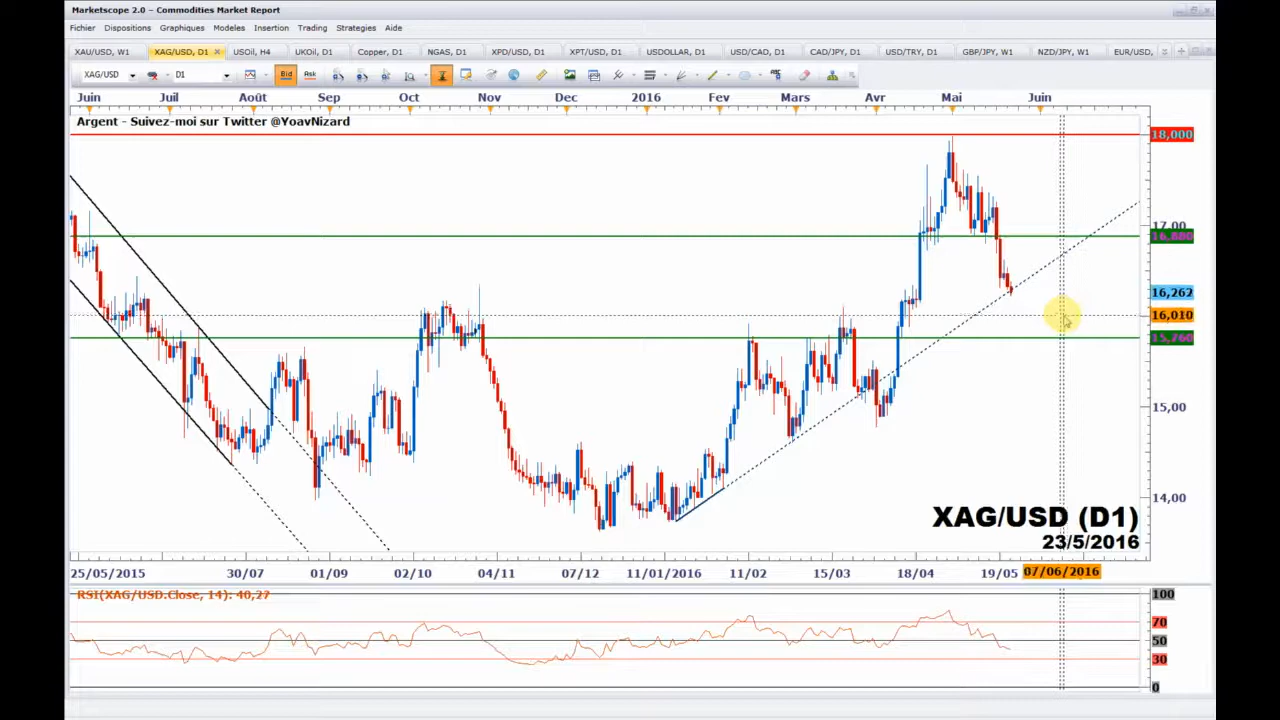 Marketscope 2.0 - Commodities Market Report
Fichier Dispositions Graphiques Modeles Insertion Trading Strategies Aide
XAU/USD, W1 XAG/USD, D1 USOil, H4 UKOil, D1 Copper, D1 NGAS, D1 XPD/USD, D1 XPT/USD, D1 USDOLLAR, D1 USD/CAD, D1 CAD/JPY, D1 USD/TRY, D1 GBP/JPY, W1 NZD/JPY, W1 EUR/USD,
XAG/USD D1 Bid Ask
Juin Juil Août Sep Oct Nov Dec 2016 Fev Mars Avr Mai Juin
Argent - Suivez-moi sur Twitter @YoavNizard
18,000
17,00
16,880
16,262
16,010
15,760
15,00
14,00
XAG/USD (D1)
23/5/2016
25/05/2015 30/07 01/09 02/10 04/11 07/12 11/01/2016 11/02 15/03 18/04 19/05 07/06/2016
RSI(XAG/USD.Close, 14): 40,27
100
70
50
30
0